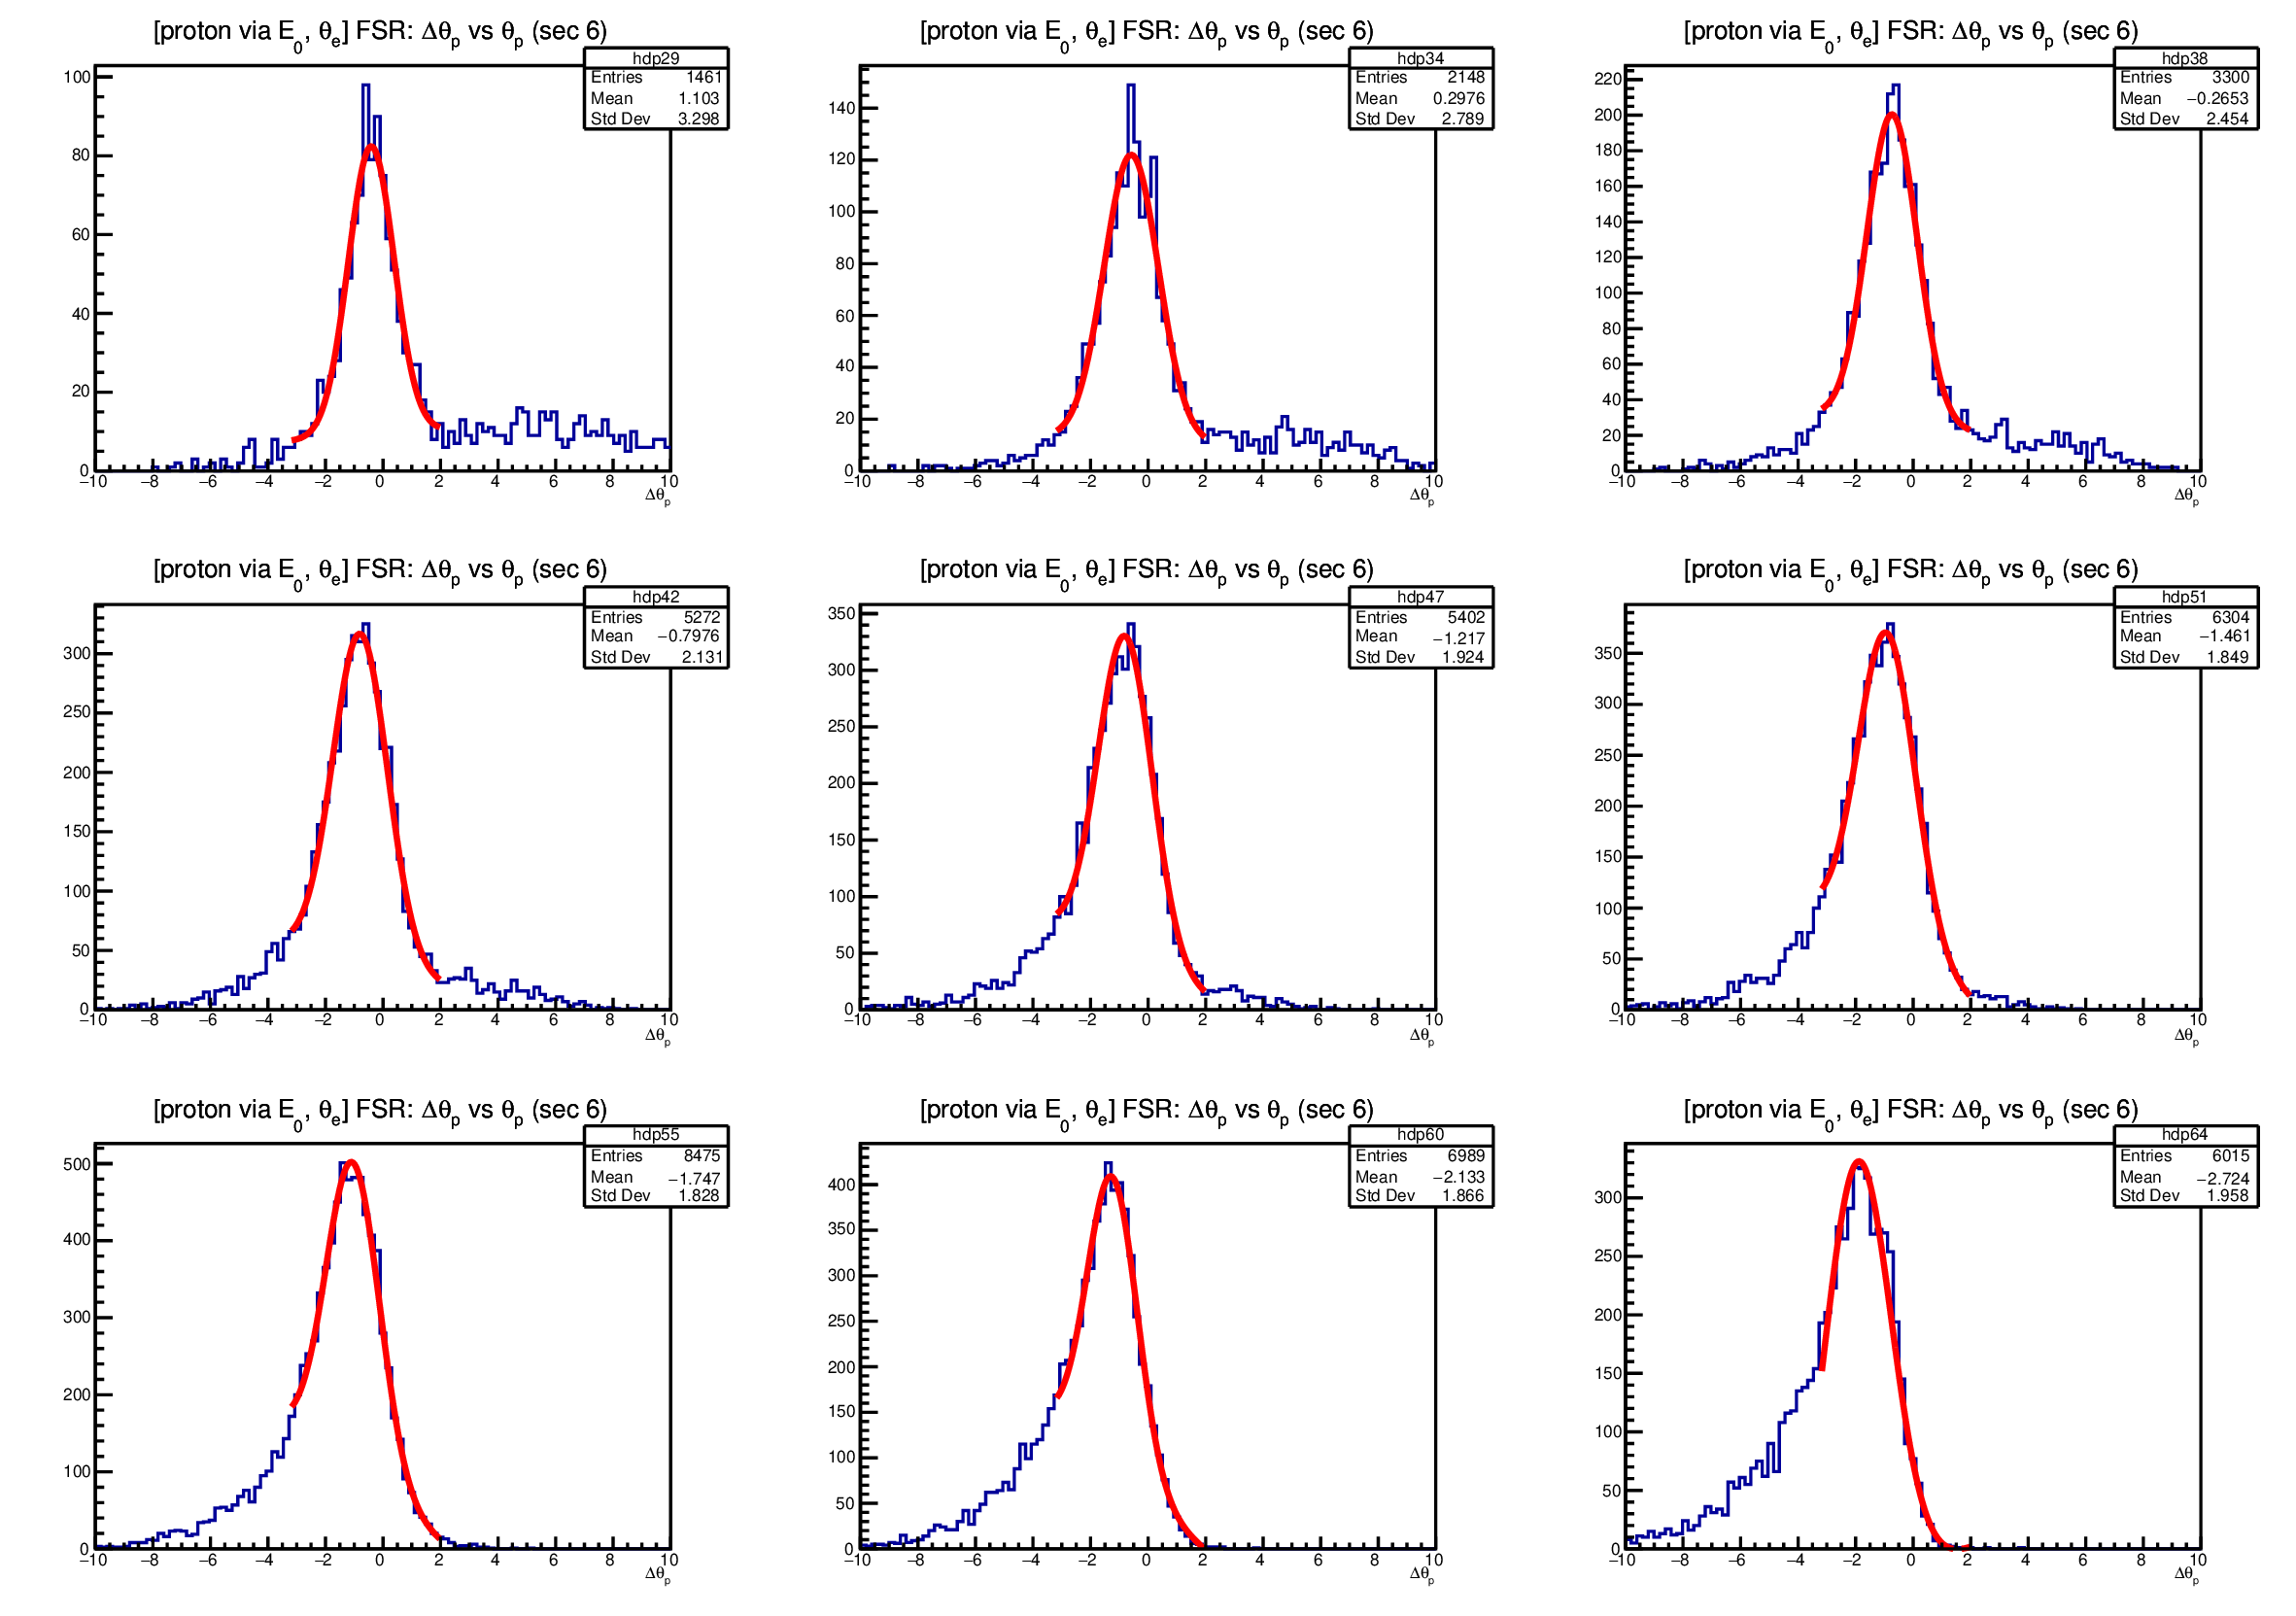 [proton via E0, θe] FSR: Δθp vs θp (sec 6)
hdp29
Entries 1461
Mean 1.103
Std Dev 3.298
100
80
60
40
20
0
−10 −8 −6 −4 −2 0 2 4 6 8 10
Δθp
[proton via E0, θe] FSR: Δθp vs θp (sec 6)
hdp34
Entries 2148
Mean 0.2976
Std Dev 2.789
140
120
100
80
60
40
20
0
−10 −8 −6 −4 −2 0 2 4 6 8 10
Δθp
[proton via E0, θe] FSR: Δθp vs θp (sec 6)
hdp38
Entries 3300
Mean −0.2653
Std Dev 2.454
220
200
180
160
140
120
100
80
60
40
20
0
−10 −8 −6 −4 −2 0 2 4 6 8 10
Δθp
[proton via E0, θe] FSR: Δθp vs θp (sec 6)
hdp42
Entries 5272
Mean −0.7976
Std Dev 2.131
300
250
200
150
100
50
0
−10 −8 −6 −4 −2 0 2 4 6 8 10
Δθp
[proton via E0, θe] FSR: Δθp vs θp (sec 6)
hdp47
Entries 5402
Mean −1.217
Std Dev 1.924
350
300
250
200
150
100
50
0
−10 −8 −6 −4 −2 0 2 4 6 8 10
Δθp
[proton via E0, θe] FSR: Δθp vs θp (sec 6)
hdp51
Entries 6304
Mean −1.461
Std Dev 1.849
350
300
250
200
150
100
50
0
−10 −8 −6 −4 −2 0 2 4 6 8 10
Δθp
[proton via E0, θe] FSR: Δθp vs θp (sec 6)
hdp55
Entries 8475
Mean −1.747
Std Dev 1.828
500
400
300
200
100
0
−10 −8 −6 −4 −2 0 2 4 6 8 10
Δθp
[proton via E0, θe] FSR: Δθp vs θp (sec 6)
hdp60
Entries 6989
Mean −2.133
Std Dev 1.866
400
350
300
250
200
150
100
50
0
−10 −8 −6 −4 −2 0 2 4 6 8 10
Δθp
[proton via E0, θe] FSR: Δθp vs θp (sec 6)
hdp64
Entries 6015
Mean −2.724
Std Dev 1.958
300
250
200
150
100
50
0
−10 −8 −6 −4 −2 0 2 4 6 8 10
Δθp